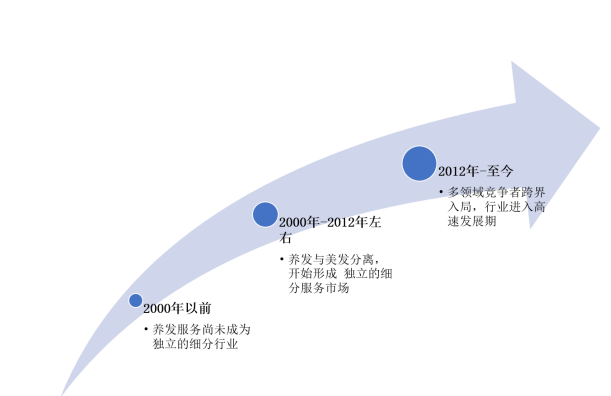 2012年-至今
• 多领域竞争者跨界
入局，行业进入高
速发展期
2000年-2012年左
右
• 养发与美发分离，
开始形成 独立的细
分服务市场
2000年以前
• 养发服务尚未成为
独立的细分行业